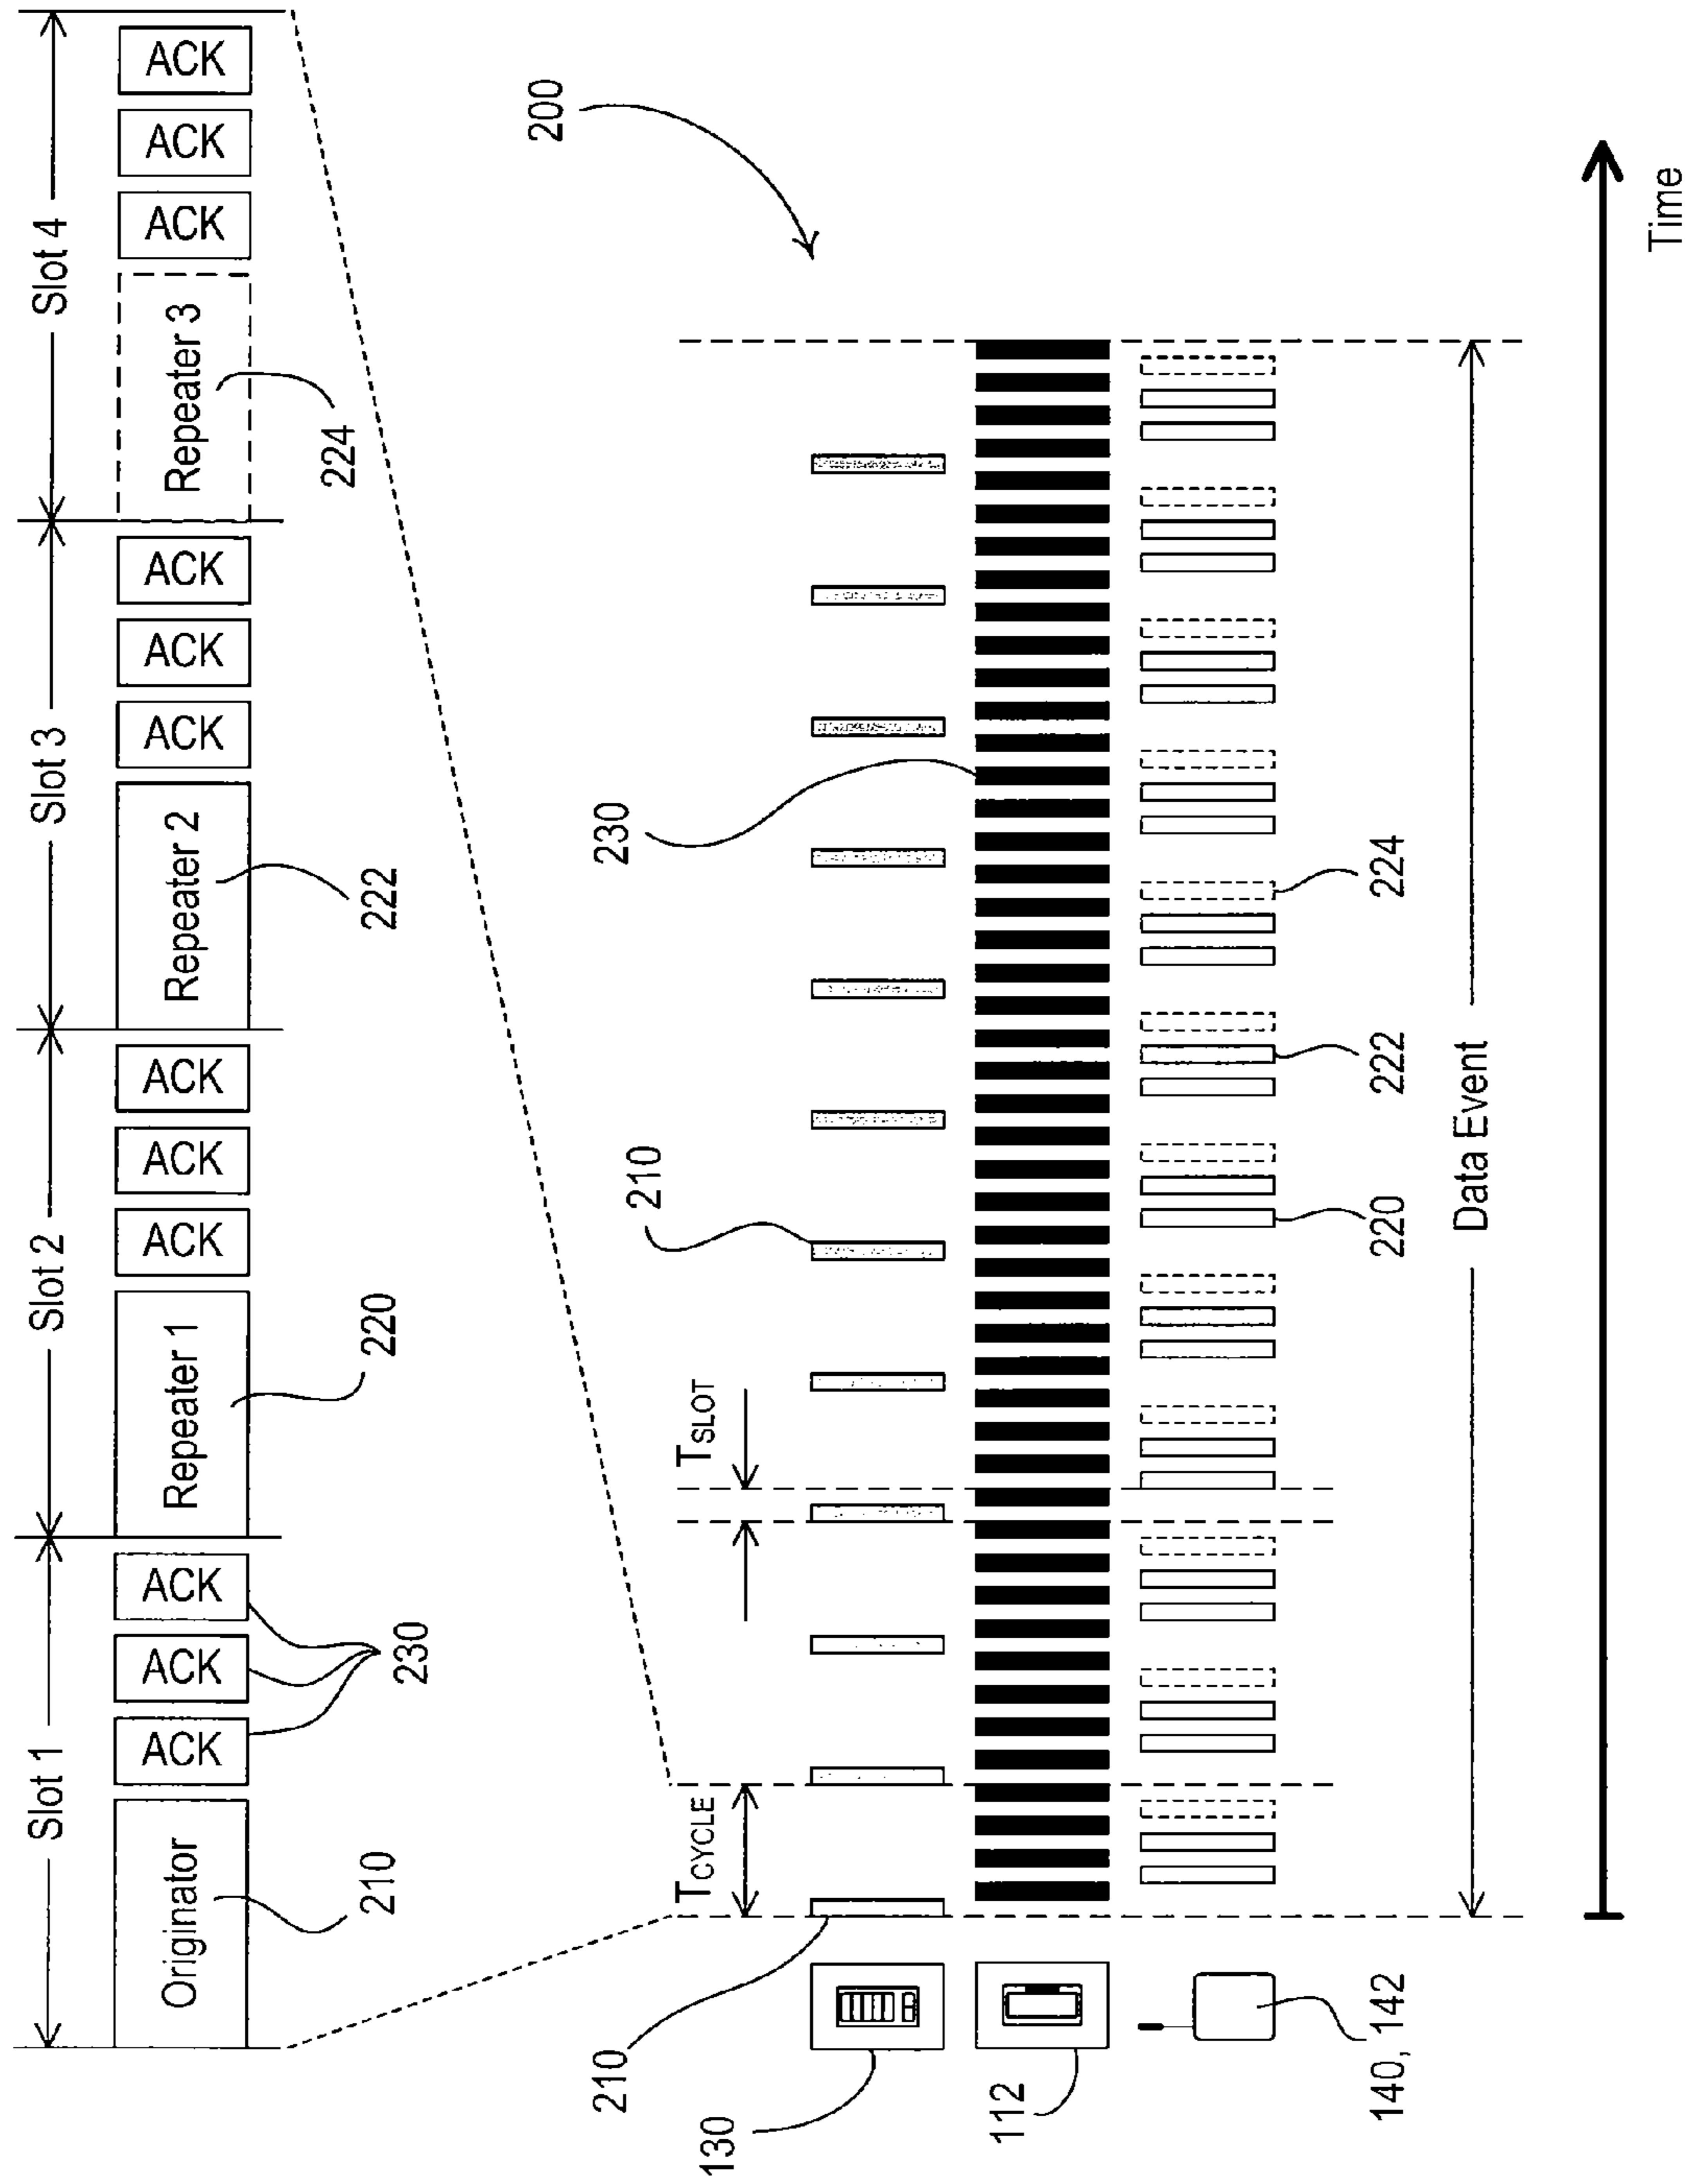 Slot 1
Slot 2
Slot 3
Slot 4
Originator
ACK
ACK
ACK
Repeater 1
ACK
ACK
ACK
Repeater 2
ACK
ACK
ACK
Repeater 3
ACK
ACK
ACK
210
230
220
222
224
200
210
TCYCLE
TSLOT
210
230
130
112
140, 142
220
222
224
Data Event
Time